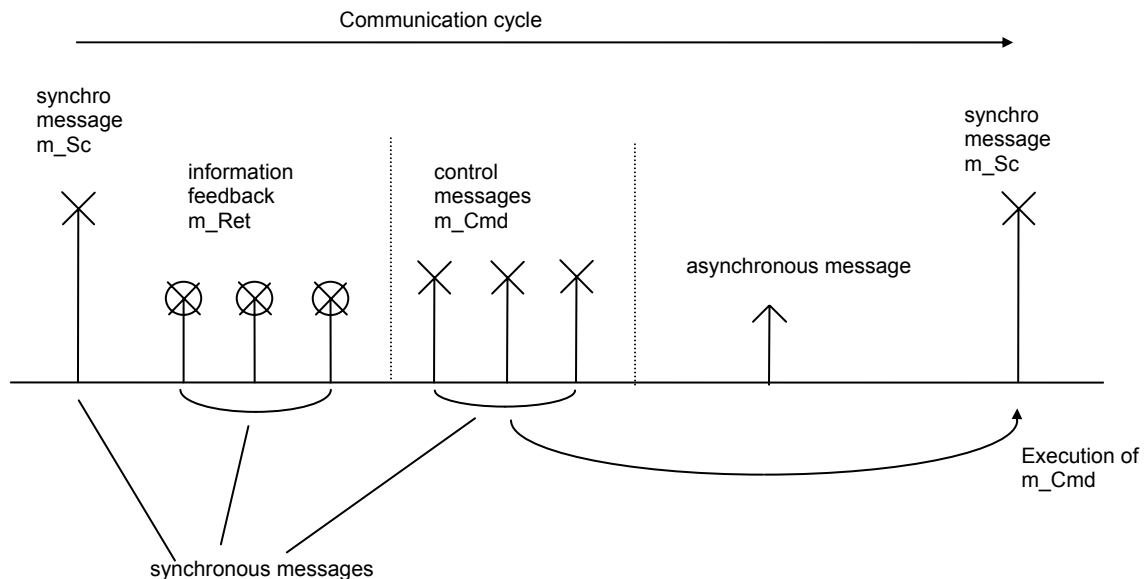 Communication cycle
synchro
message
m_Sc
information
feedback
m_Ret
control
messages
m_Cmd
asynchronous message
synchro
message
m_Sc
Execution of
m_Cmd
synchronous messages